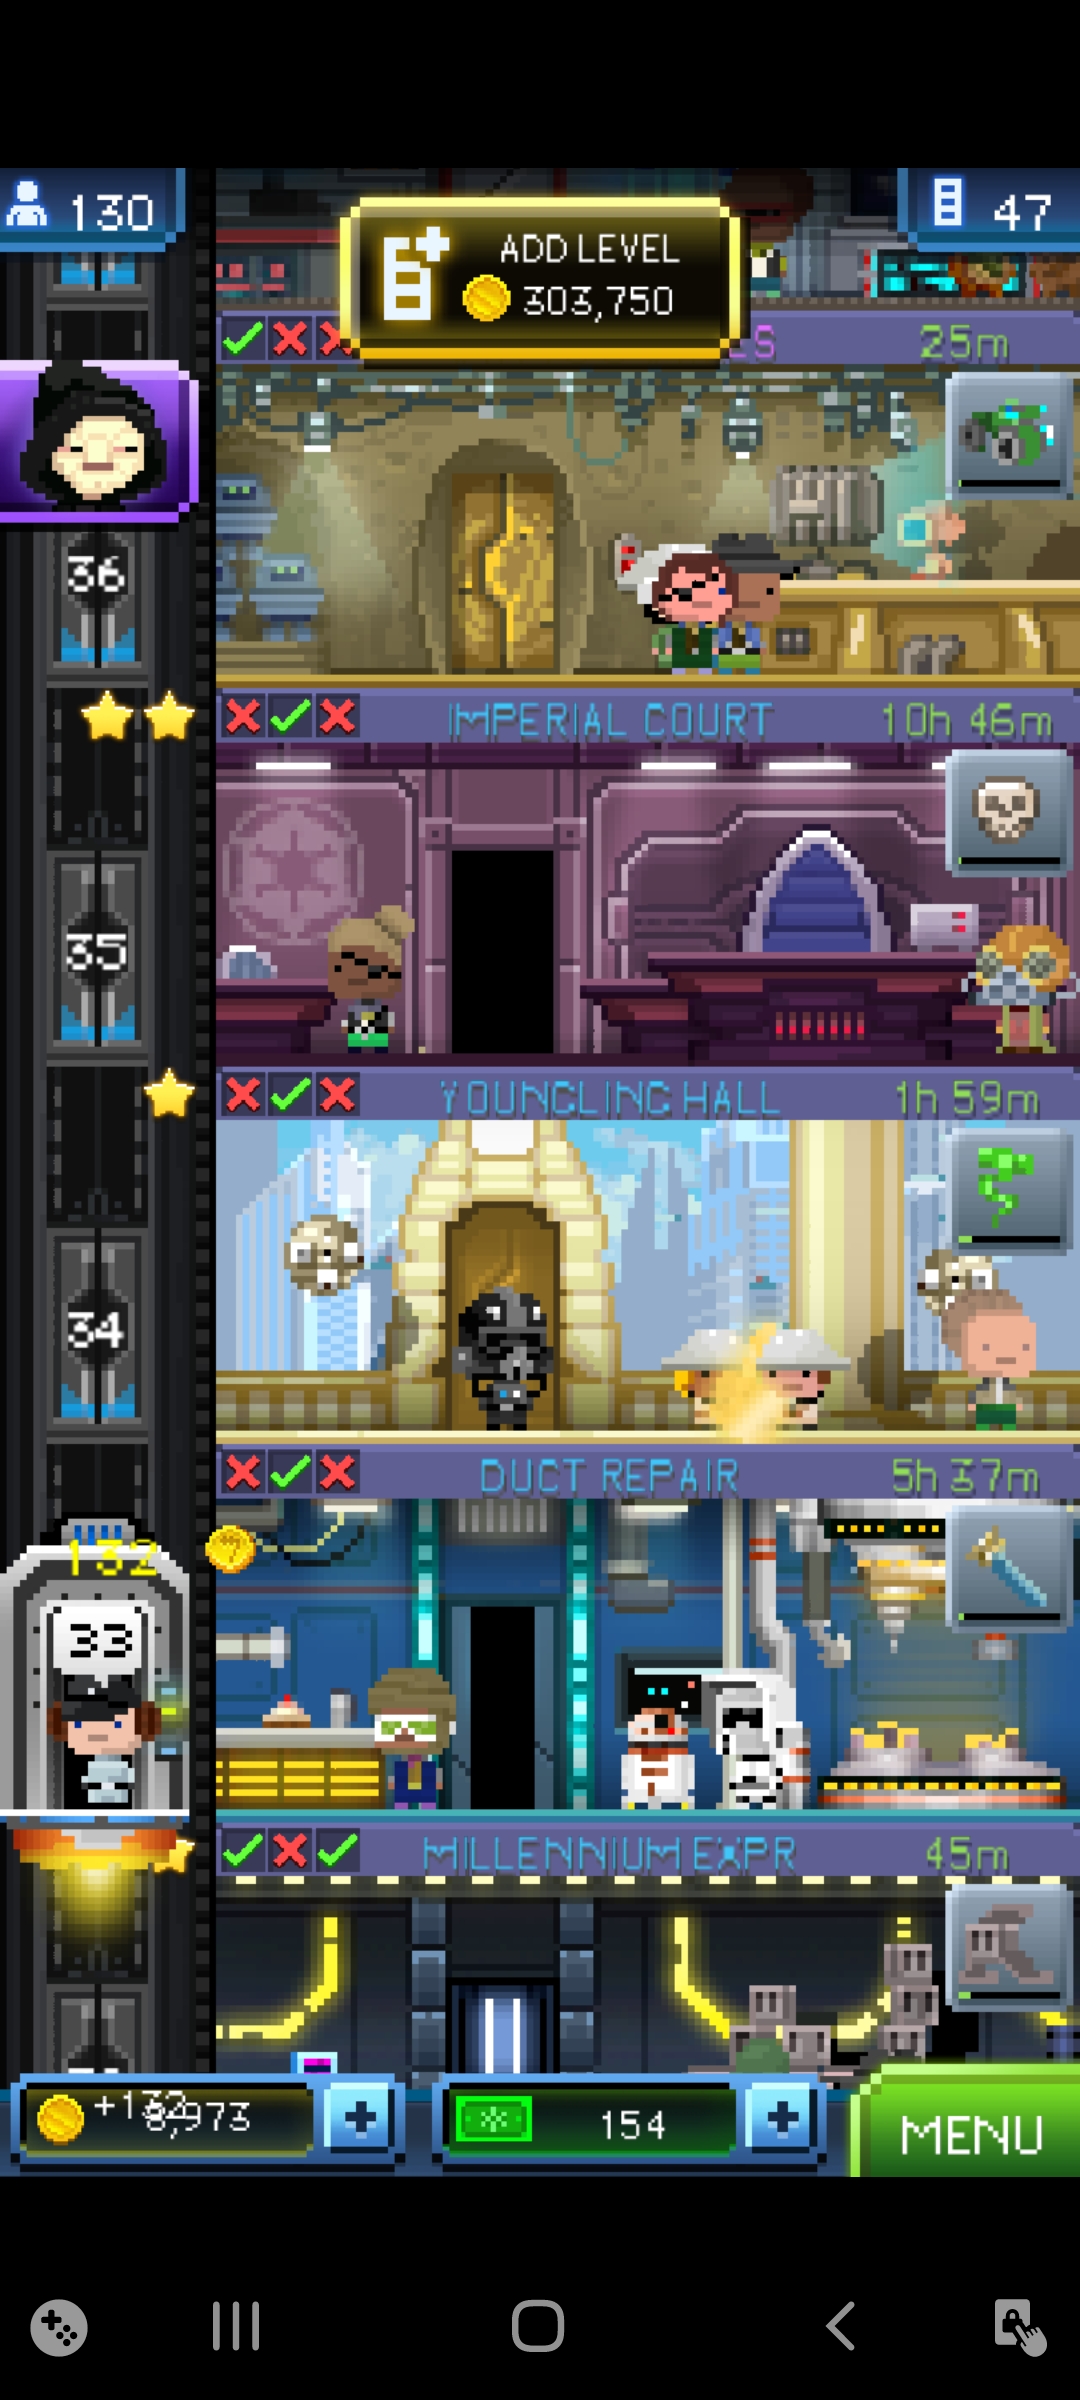 130
47
ADD LEVEL
303,750
25m
36
IMPERIAL COURT 10h 46m
35
YOUNGLING HALL 1h 59m
34
DUCT REPAIR 5h 37m
132
33
MILLENNIUM EXPR 45m
+132
8,973
154
MENU